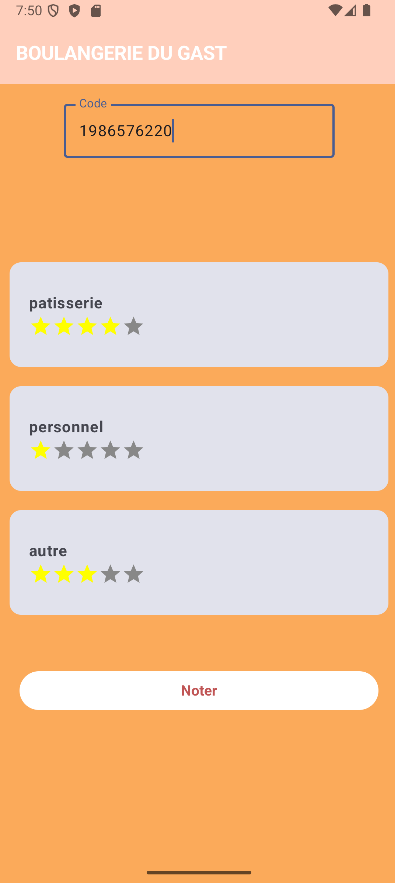 7:50
BOULANGERIE DU GAST
Code
1986576220
patisserie
personnel
autre
Noter